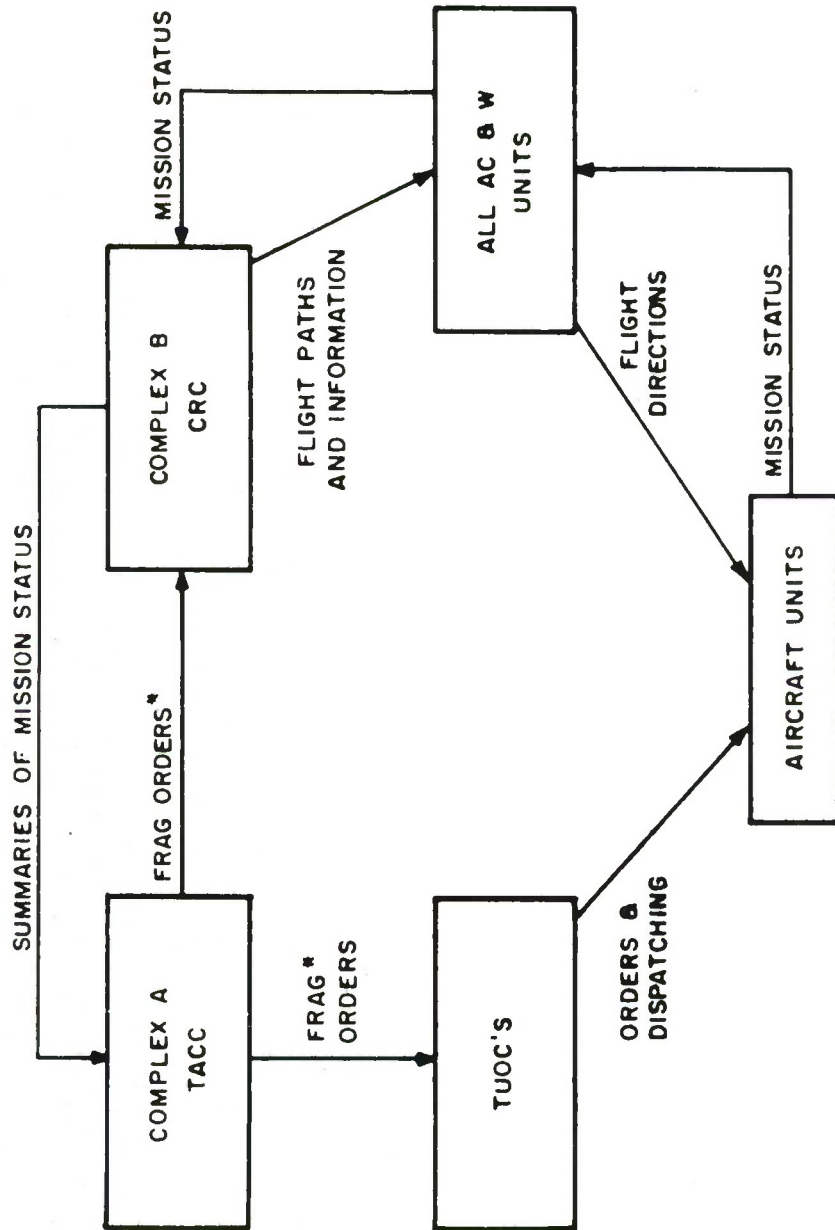 SUMMARIES OF MISSION STATUS
MISSION STATUS
COMPLEX A
TACC
FRAG ORDERS*
COMPLEX B
CRC
FRAG*
ORDERS
FLIGHT PATHS
AND INFORMATION
TUOC'S
ALL AC & W
UNITS
ORDERS &
DISPATCHING
FLIGHT
DIRECTIONS
MISSION STATUS
AIRCRAFT UNITS